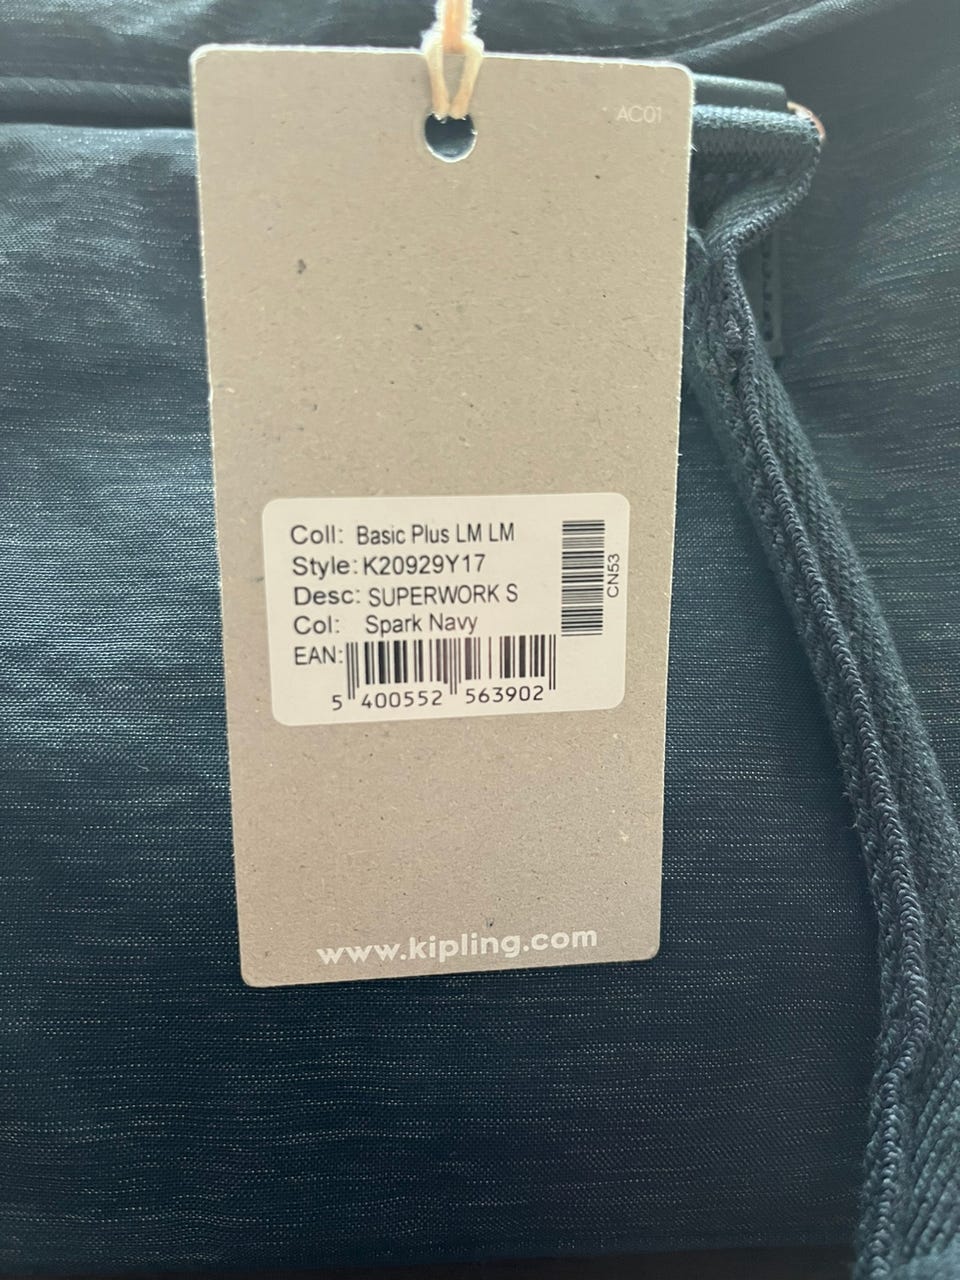 AC01
Coll: Basic Plus LM LM
Style: K20929Y17
Desc: SUPERWORK S
Col: Spark Navy
EAN:
5 400552 563902
CN53
www.kipling.com